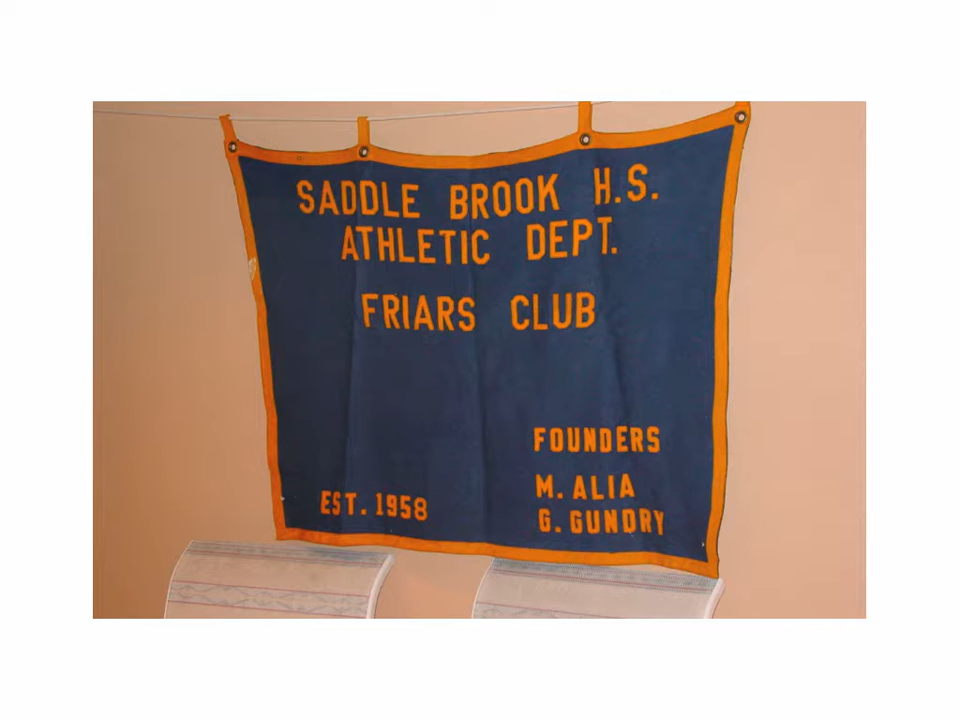 SADDLE BROOK H.S.
ATHLETIC DEPT.
FRIARS CLUB
FOUNDERS
M. ALIA
EST. 1958
G. GUNDRY